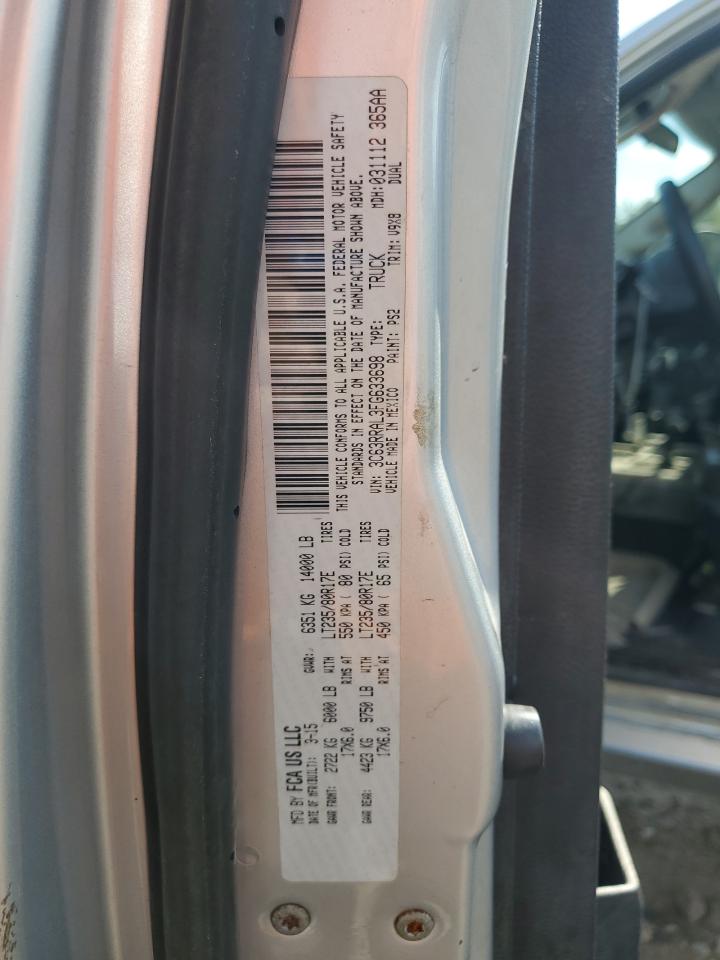 MFD BY FCA US LLC
DATE OF MFR(BUILT): 3-15 GVWR: 6351 KG 14000 LB
GAWR FRONT: 2722 KG 6000 LB WITH LT235/80R17E TIRES
17X6.0 RIMS AT 550 KPA ( 80 PSI) COLD
GAWR REAR: 4423 KG 9750 LB WITH LT235/80R17E TIRES
17X6.0 RIMS AT 450 KPA ( 65 PSI) COLD
THIS VEHICLE CONFORMS TO ALL APPLICABLE U.S.A. FEDERAL MOTOR VEHICLE SAFETY
STANDARDS IN EFFECT ON THE DATE OF MANUFACTURE SHOWN ABOVE.
VIN: 3C63RRAL3FG633698 TYPE: TRUCK MDH:031112 365AA
VEHICLE MADE IN MEXICO PAINT: PS2 TRIM: V9X8 DUAL